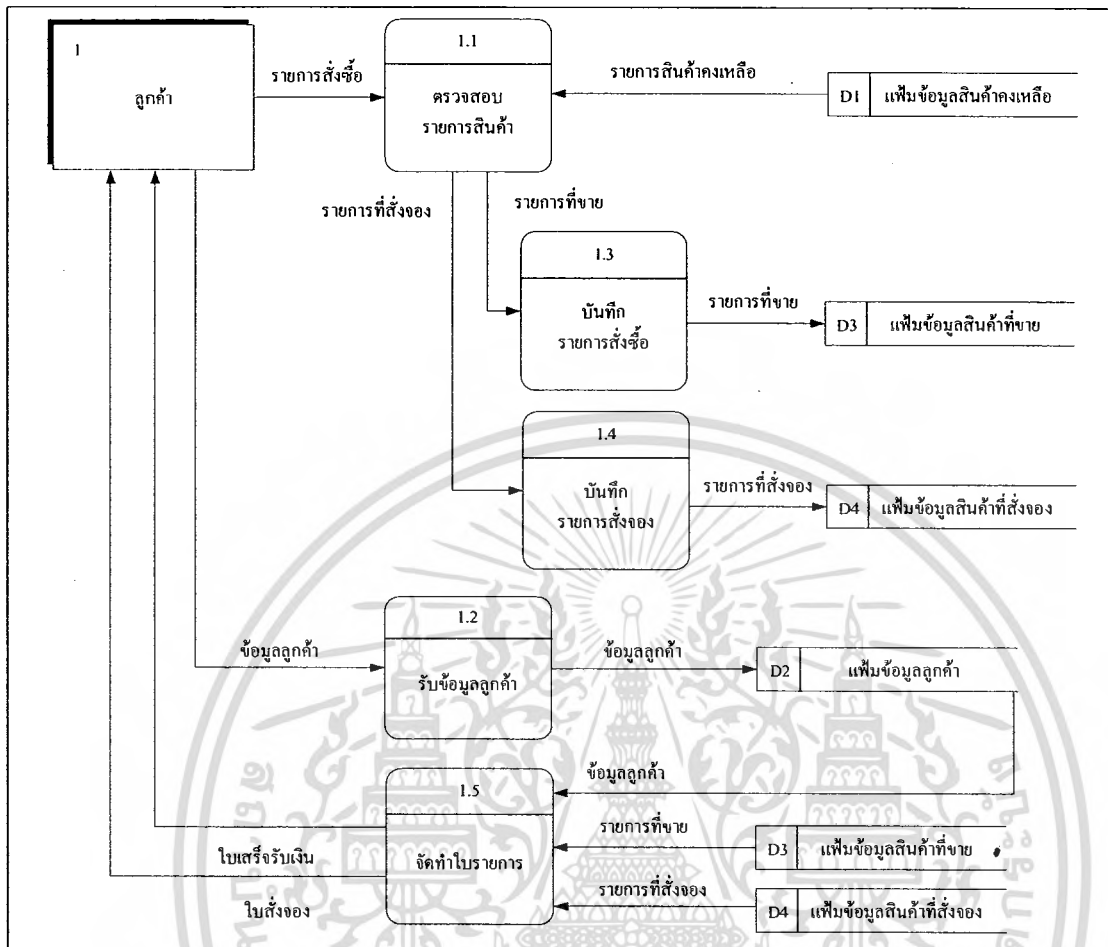 1
ลูกค้า
รายการสั่งซื้อ
1.1
ตรวจสอบ
รายการสินค้า
รายการสินค้าคงเหลือ
D1 แฟ้มข้อมูลสินค้าคงเหลือ
รายการที่สั่งจอง
รายการที่ขาย
1.3
บันทึก
รายการสั่งซื้อ
รายการที่ขาย
D3 แฟ้มข้อมูลสินค้าที่ขาย
1.4
บันทึก
รายการสั่งจอง
รายการที่สั่งจอง
D4 แฟ้มข้อมูลสินค้าที่สั่งจอง
ข้อมูลลูกค้า
1.2
รับข้อมูลลูกค้า
ข้อมูลลูกค้า
D2 แฟ้มข้อมูลลูกค้า
ข้อมูลลูกค้า
1.5
จัดทำใบรายการ
รายการที่ขาย
D3 แฟ้มข้อมูลสินค้าที่ขาย
รายการที่สั่งจอง
D4 แฟ้มข้อมูลสินค้าที่สั่งจอง
ใบเสร็จรับเงิน
ใบสั่งจอง